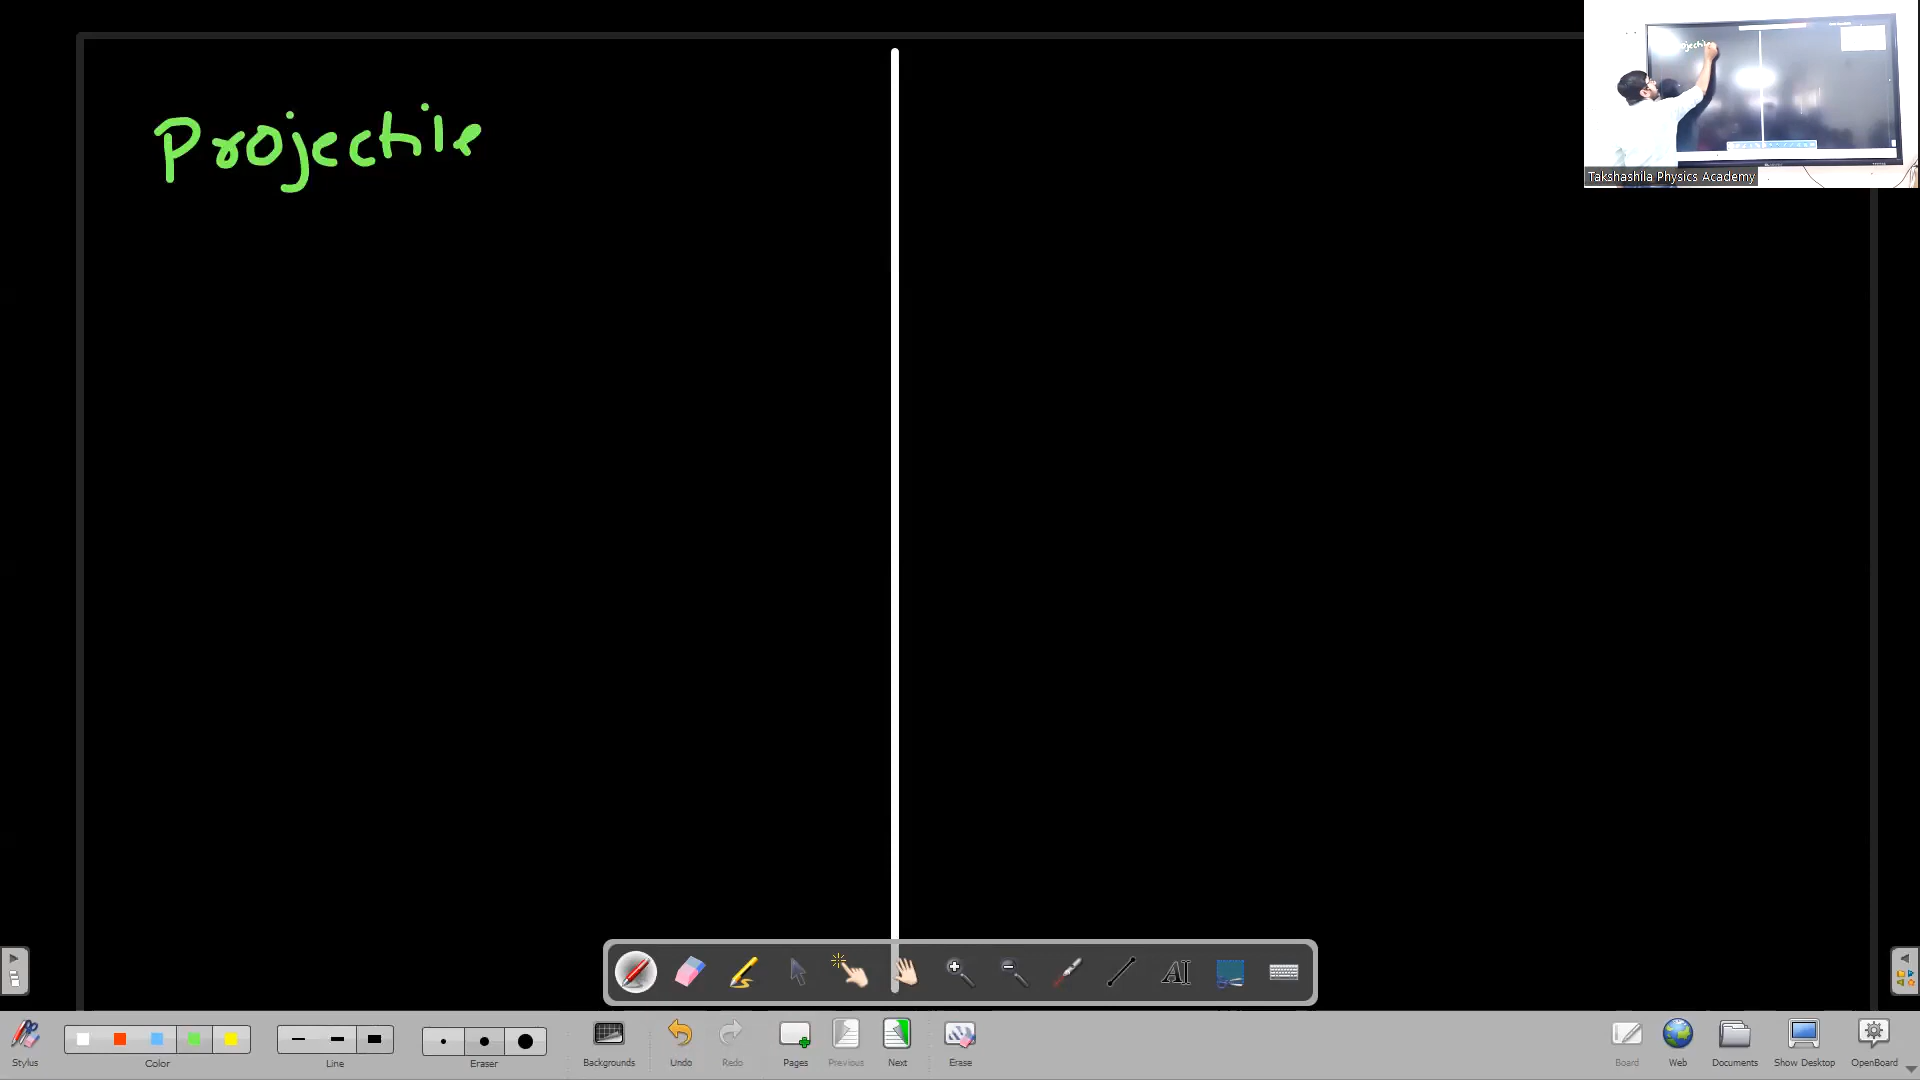 Projectile
Takshashila Physics Academy
Stylus
Color
Line
Eraser
Backgrounds
Undo
Redo
Pages
Previous
Next
Erase
Board
Web
Documents
Show Desktop
OpenBoard